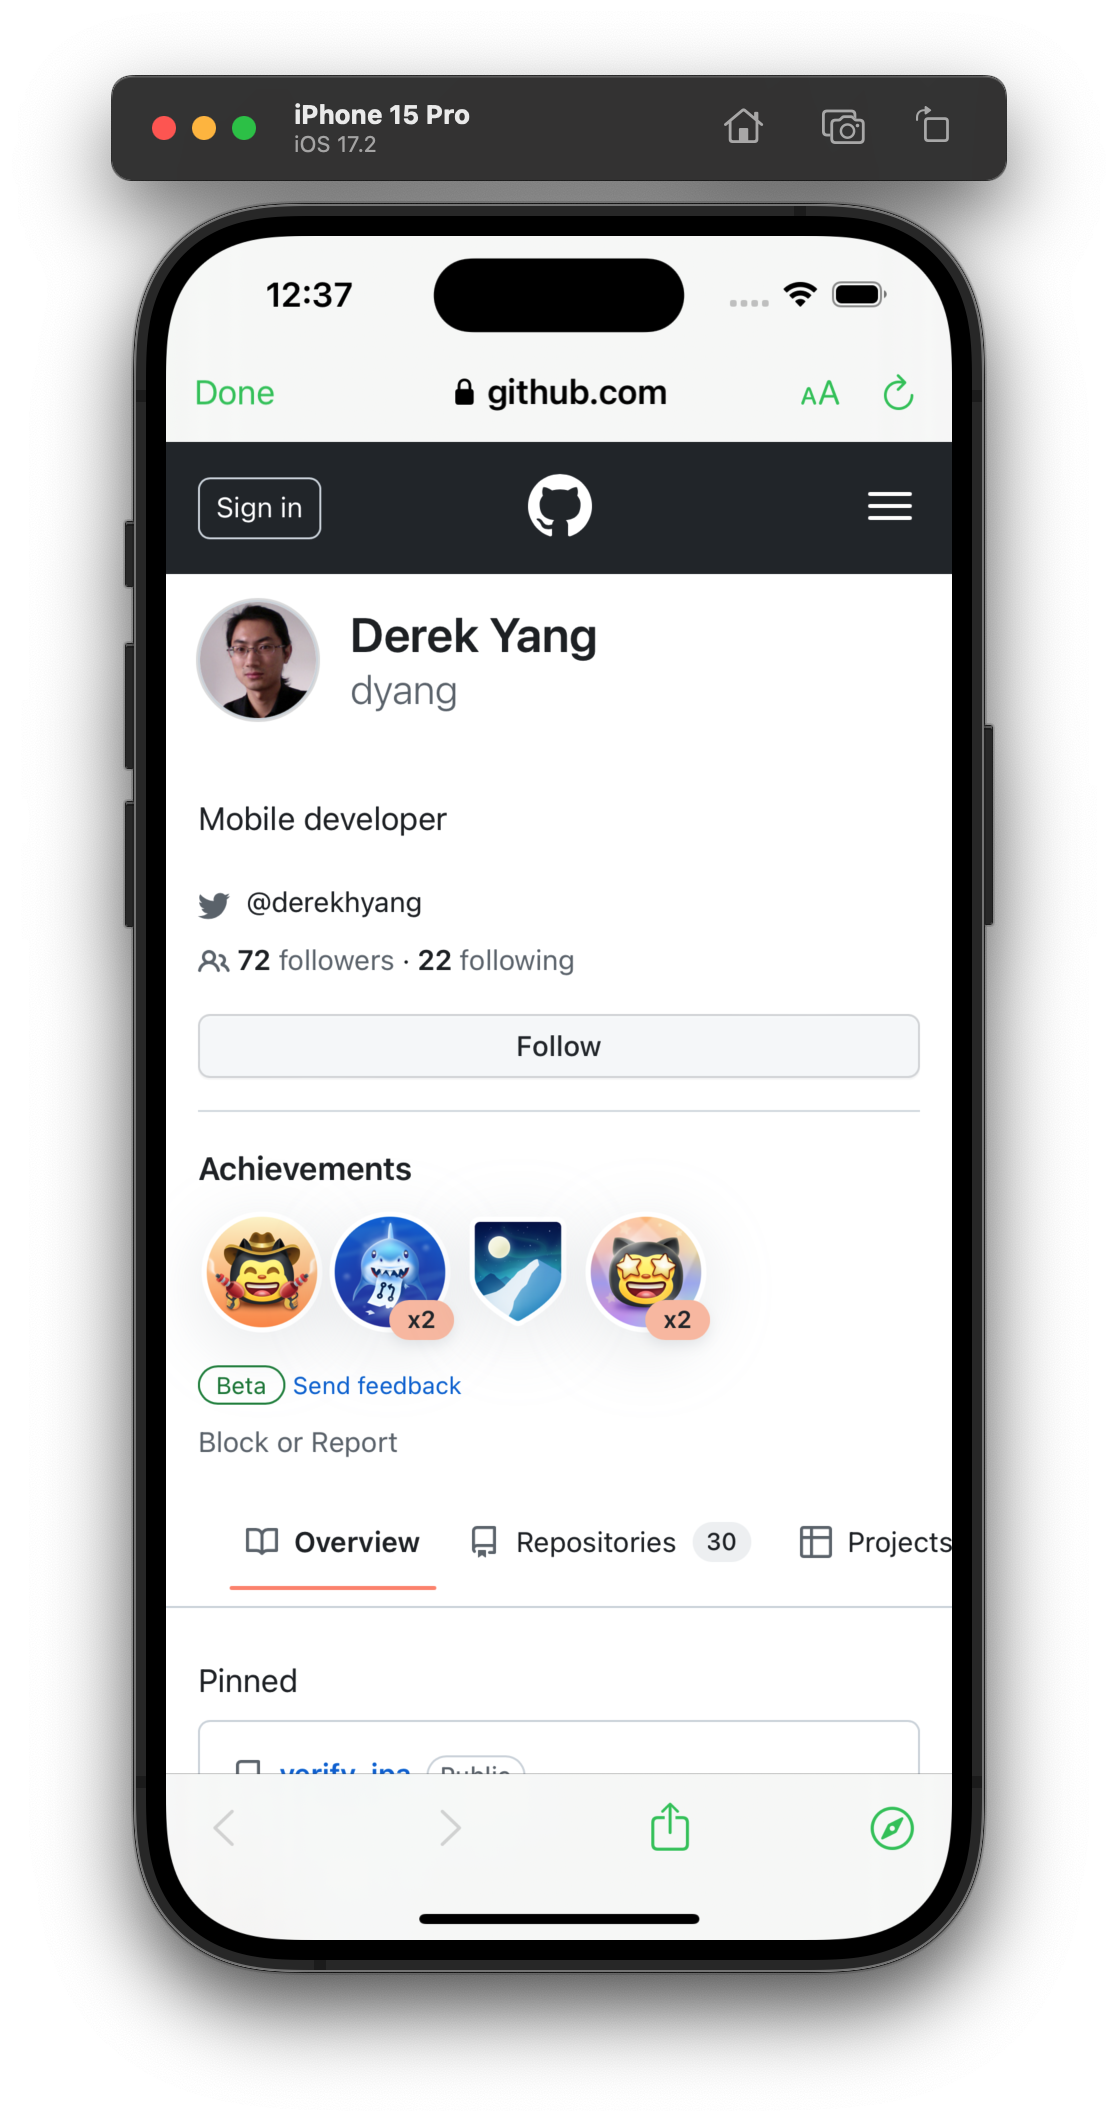 iPhone 15 Pro
iOS 17.2
12:37
Done
github.com
AA
Sign in
Derek Yang
dyang
Mobile developer
@derekhyang
72 followers · 22 following
Follow
Achievements
x2
x2
Beta Send feedback
Block or Report
Overview Repositories 30 Projects
Pinned
verify_ipa Public